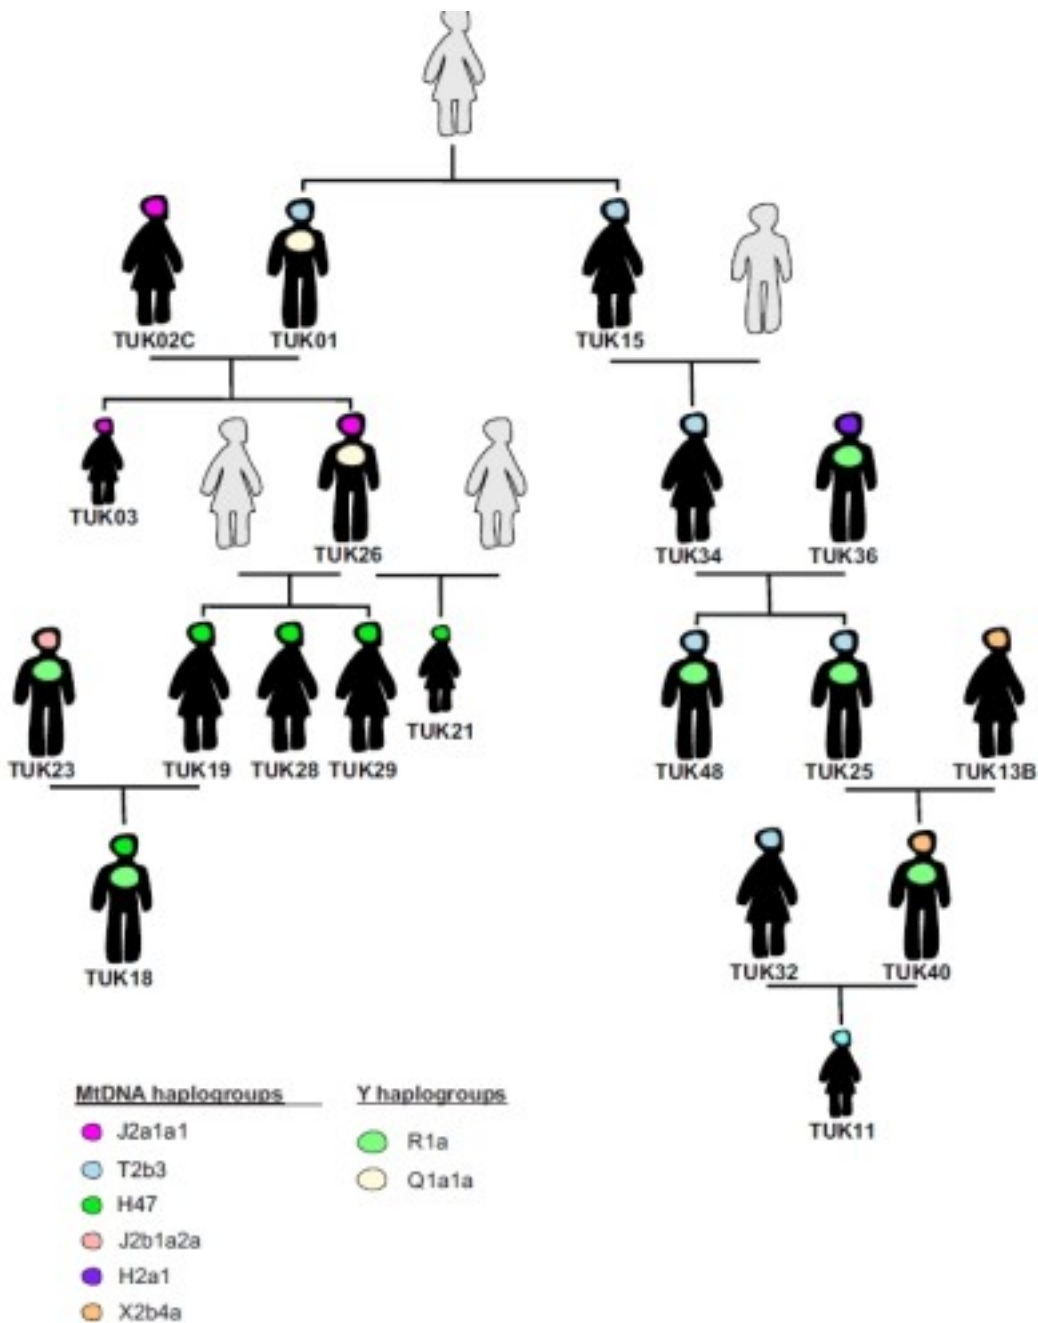 TUK02C TUK01 TUK15
TUK03 TUK26 TUK34 TUK36
TUK23 TUK19 TUK28 TUK29 TUK21 TUK48 TUK25 TUK13B
TUK18 TUK32 TUK40
TUK11
MtDNA haplogroups
J2a1a1
T2b3
H47
J2b1a2a
H2a1
X2b4a
Y haplogroups
R1a
Q1a1a